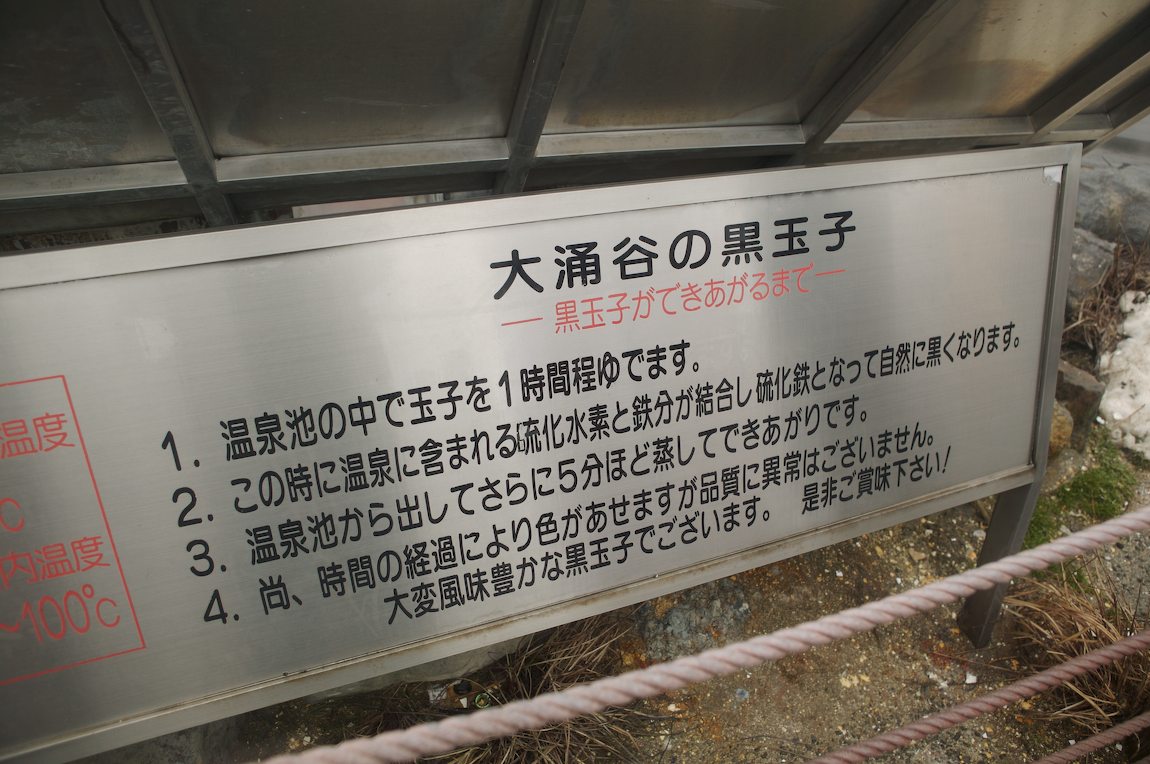 大涌谷の黒玉子
― 黒玉子ができあがるまで ―
1. 温泉池の中で玉子を1時間程ゆでます。
2. この時に温泉に含まれる硫化水素と鉄分が結合し硫化鉄となって自然に黒くなります。
3. 温泉池から出してさらに5分ほど蒸してできあがりです。
4. 尚、時間の経過により色があせますが品質に異常はございません。
大変風味豊かな黒玉子でございます。 是非ご賞味下さい!
温度
℃
内温度
~100℃